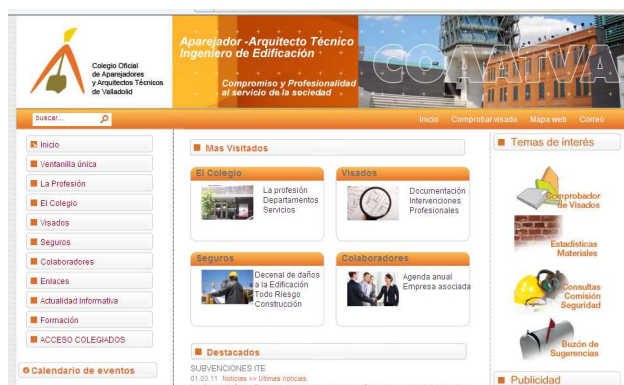 Colegio Oficial
de Aparejadores
y Arquitectos Técnicos
de Valladolid
Aparejador -Arquitecto Técnico
Ingeniero de Edificación
Compromiso y Profesionalidad
al servicio de la sociedad
COAATVA
buscar...
Inicio Comprobar visado Mapa web Correo
Inicio
Ventanilla única
La Profesión
El Colegio
Visados
Seguros
Colaboradores
Enlaces
Actualidad Informativa
Formación
ACCESO COLEGIADOS
Calendario de eventos
Mas Visitados
El Colegio
La profesión
Departamentos
Servicios
Visados
Documentación
Intervenciones
Profesionales
Seguros
Decenal de daños
a la Edificación
Todo Riesgo
Construcción
Colaboradores
Agenda anual
Empresa asociada
Destacados
SUBVENCIONES ITE
01.03.11 Noticias >> Ultimas noticias
Temas de interés
Comprobador
de Visados
Estadísticas
Materiales
Consultas
Comisión
Seguridad
Buzón de
Sugerencias
Publicidad